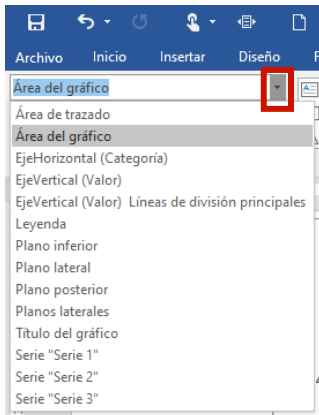 Archivo Inicio Insertar Diseño
Área del gráfico
Área de trazado
Área del gráfico
EjeHorizontal (Categoría)
EjeVertical (Valor)
EjeVertical (Valor) Líneas de división principales
Leyenda
Plano inferior
Plano lateral
Plano posterior
Planos laterales
Título del gráfico
Serie "Serie 1"
Serie "Serie 2"
Serie "Serie 3"